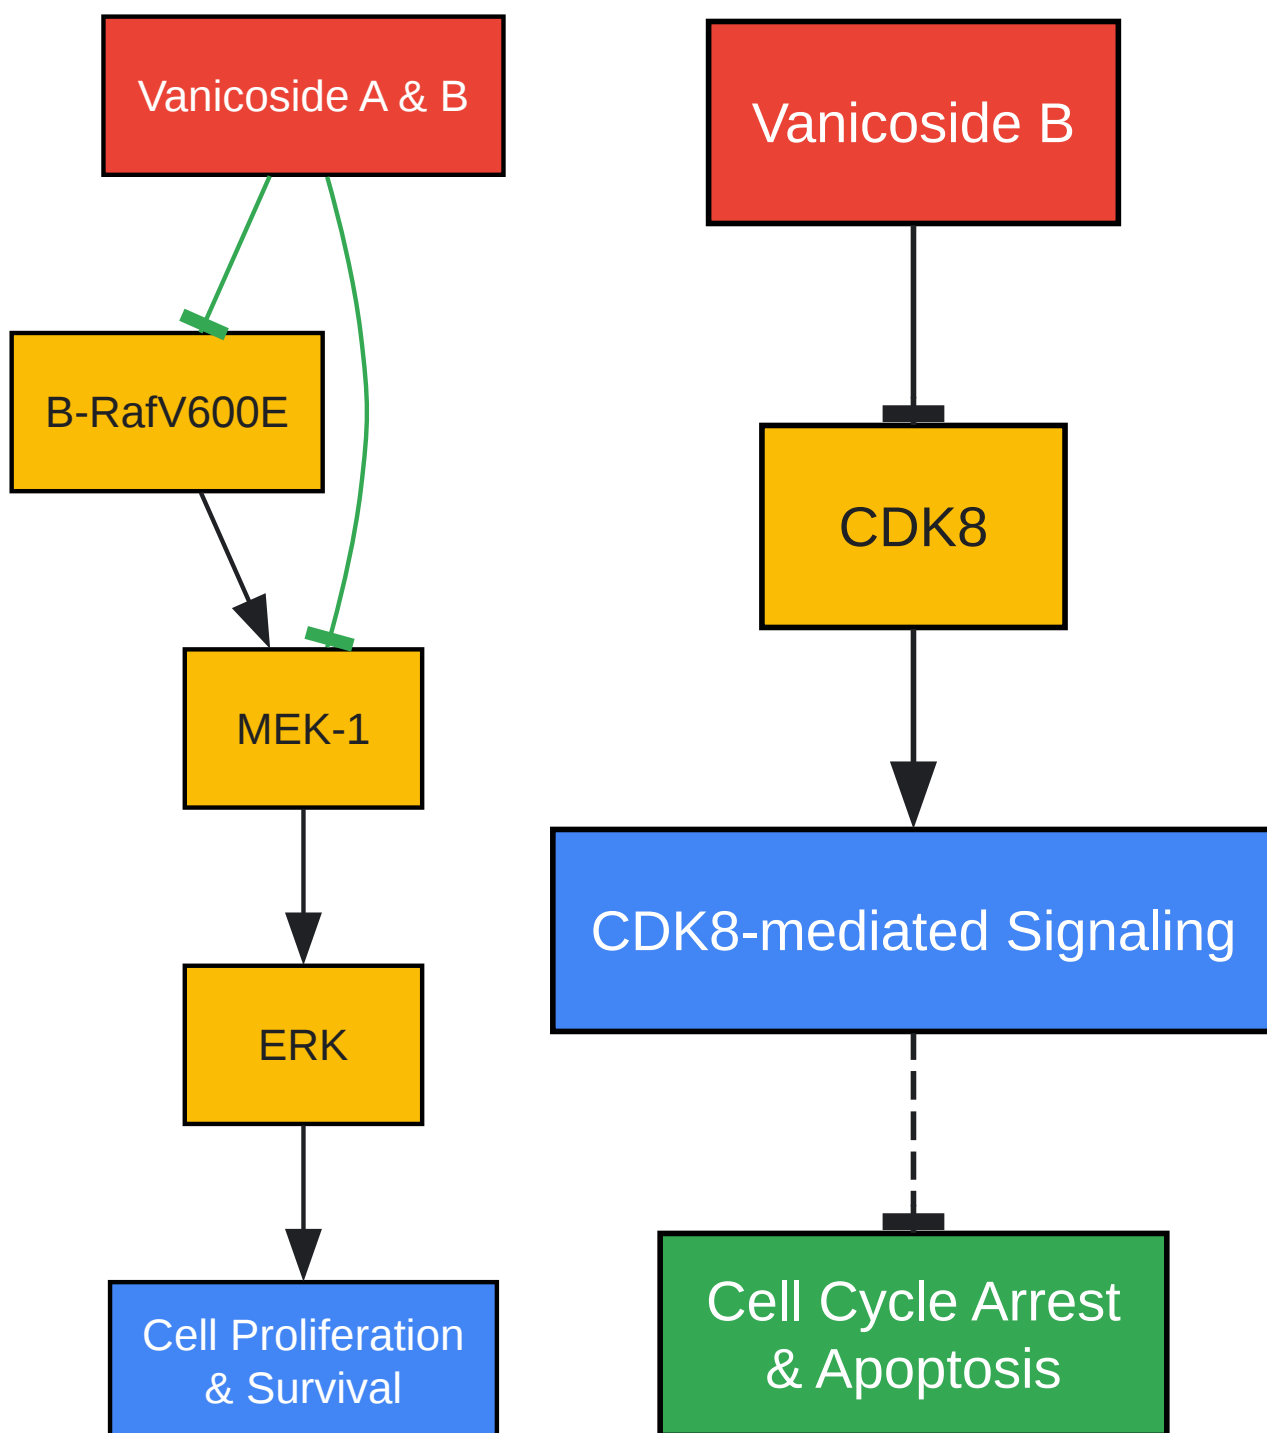 Vanicoside A & B
B-RafV600E
MEK-1
ERK
Cell Proliferation
& Survival
Vanicoside B
CDK8
CDK8-mediated Signaling
Cell Cycle Arrest
& Apoptosis